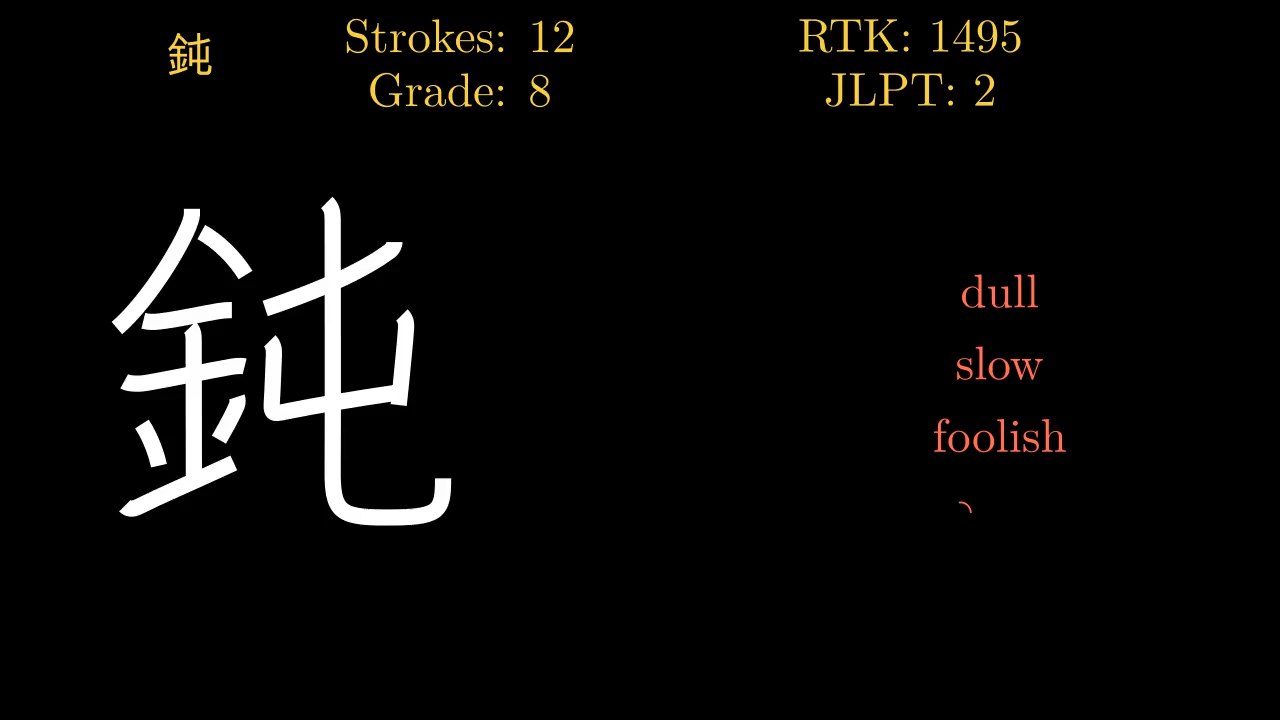 鈍
Strokes: 12
Grade: 8
RTK: 1495
JLPT: 2
鈍
dull
slow
foolish